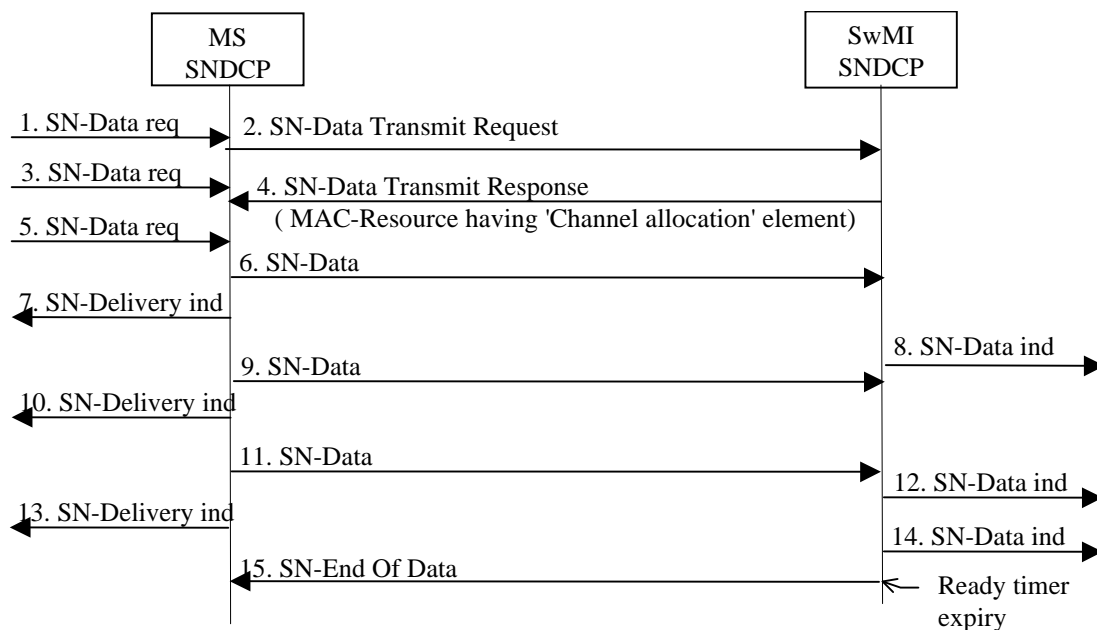 MS
SNDCP
SwMI
SNDCP
1. SN-Data req
2. SN-Data Transmit Request
3. SN-Data req
4. SN-Data Transmit Response
( MAC-Resource having 'Channel allocation' element)
5. SN-Data req
6. SN-Data
7. SN-Delivery ind
8. SN-Data ind
9. SN-Data
10. SN-Delivery ind
11. SN-Data
12. SN-Data ind
13. SN-Delivery ind
14. SN-Data ind
15. SN-End Of Data
Ready timer
expiry